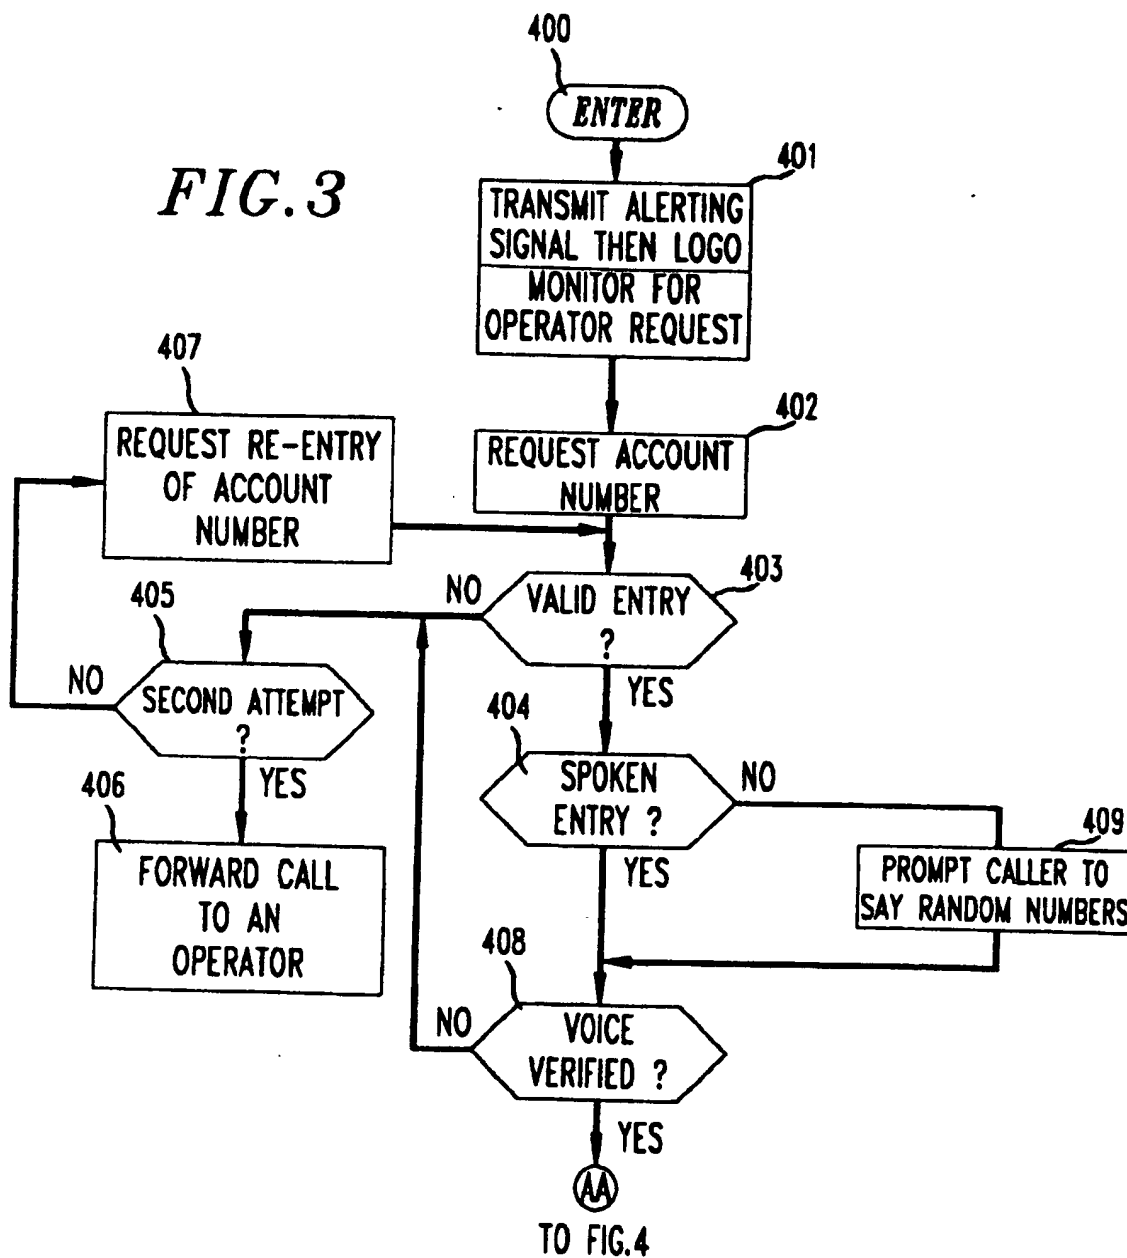 400
ENTER
FIG.3
401
TRANSMIT ALERTING
SIGNAL THEN LOGO
MONITOR FOR
OPERATOR REQUEST
407
REQUEST RE-ENTRY
OF ACCOUNT
NUMBER
402
REQUEST ACCOUNT
NUMBER
403
VALID ENTRY
?
NO
YES
405
SECOND ATTEMPT
?
NO
YES
406
FORWARD CALL
TO AN
OPERATOR
404
SPOKEN
ENTRY ?
NO
YES
409
PROMPT CALLER TO
SAY RANDOM NUMBERS
408
VOICE
VERIFIED ?
NO
YES
AA
TO FIG.4